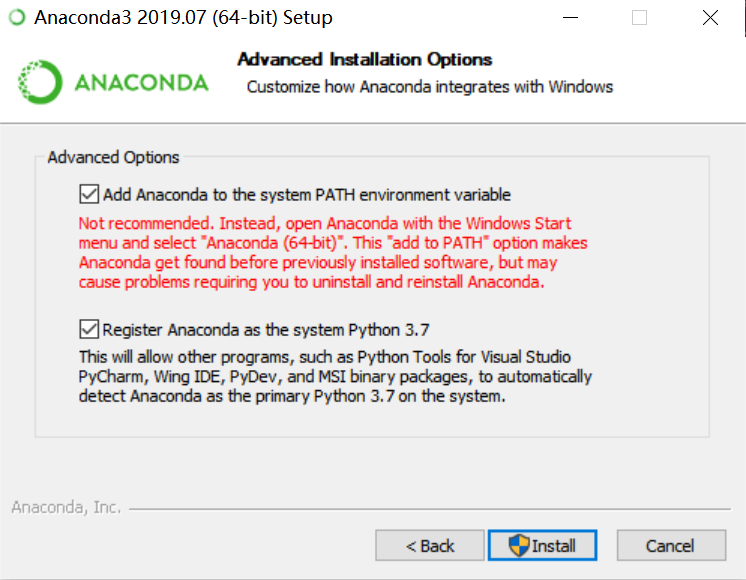 Anaconda3 2019.07 (64-bit) Setup
ANACONDA
Advanced Installation Options
Customize how Anaconda integrates with Windows
Advanced Options
Add Anaconda to the system PATH environment variable
Not recommended. Instead, open Anaconda with the Windows Start
menu and select "Anaconda (64-bit)". This "add to PATH" option makes
Anaconda get found before previously installed software, but may
cause problems requiring you to uninstall and reinstall Anaconda.
Register Anaconda as the system Python 3.7
This will allow other programs, such as Python Tools for Visual Studio
PyCharm, Wing IDE, PyDev, and MSI binary packages, to automatically
detect Anaconda as the primary Python 3.7 on the system.
Anaconda, Inc.
< Back
Install
Cancel